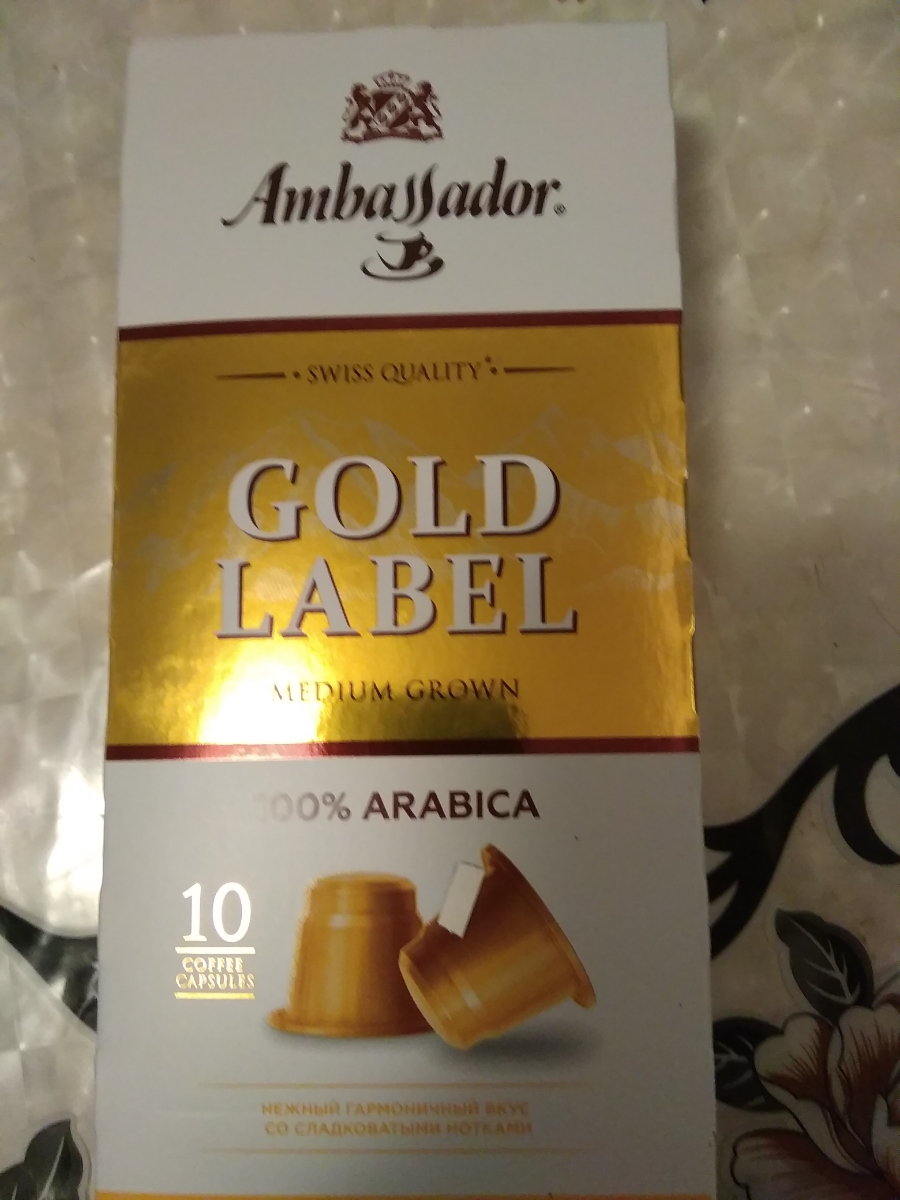 Ambassador®
SWISS QUALITY
GOLD
LABEL
MEDIUM GROWN
100% ARABICA
10
COFFEE
CAPSULES
НЕЖНЫЙ ГАРМОНИЧНЫЙ ВКУС
СО СЛАДКОВАТЫМИ НОТКАМИ